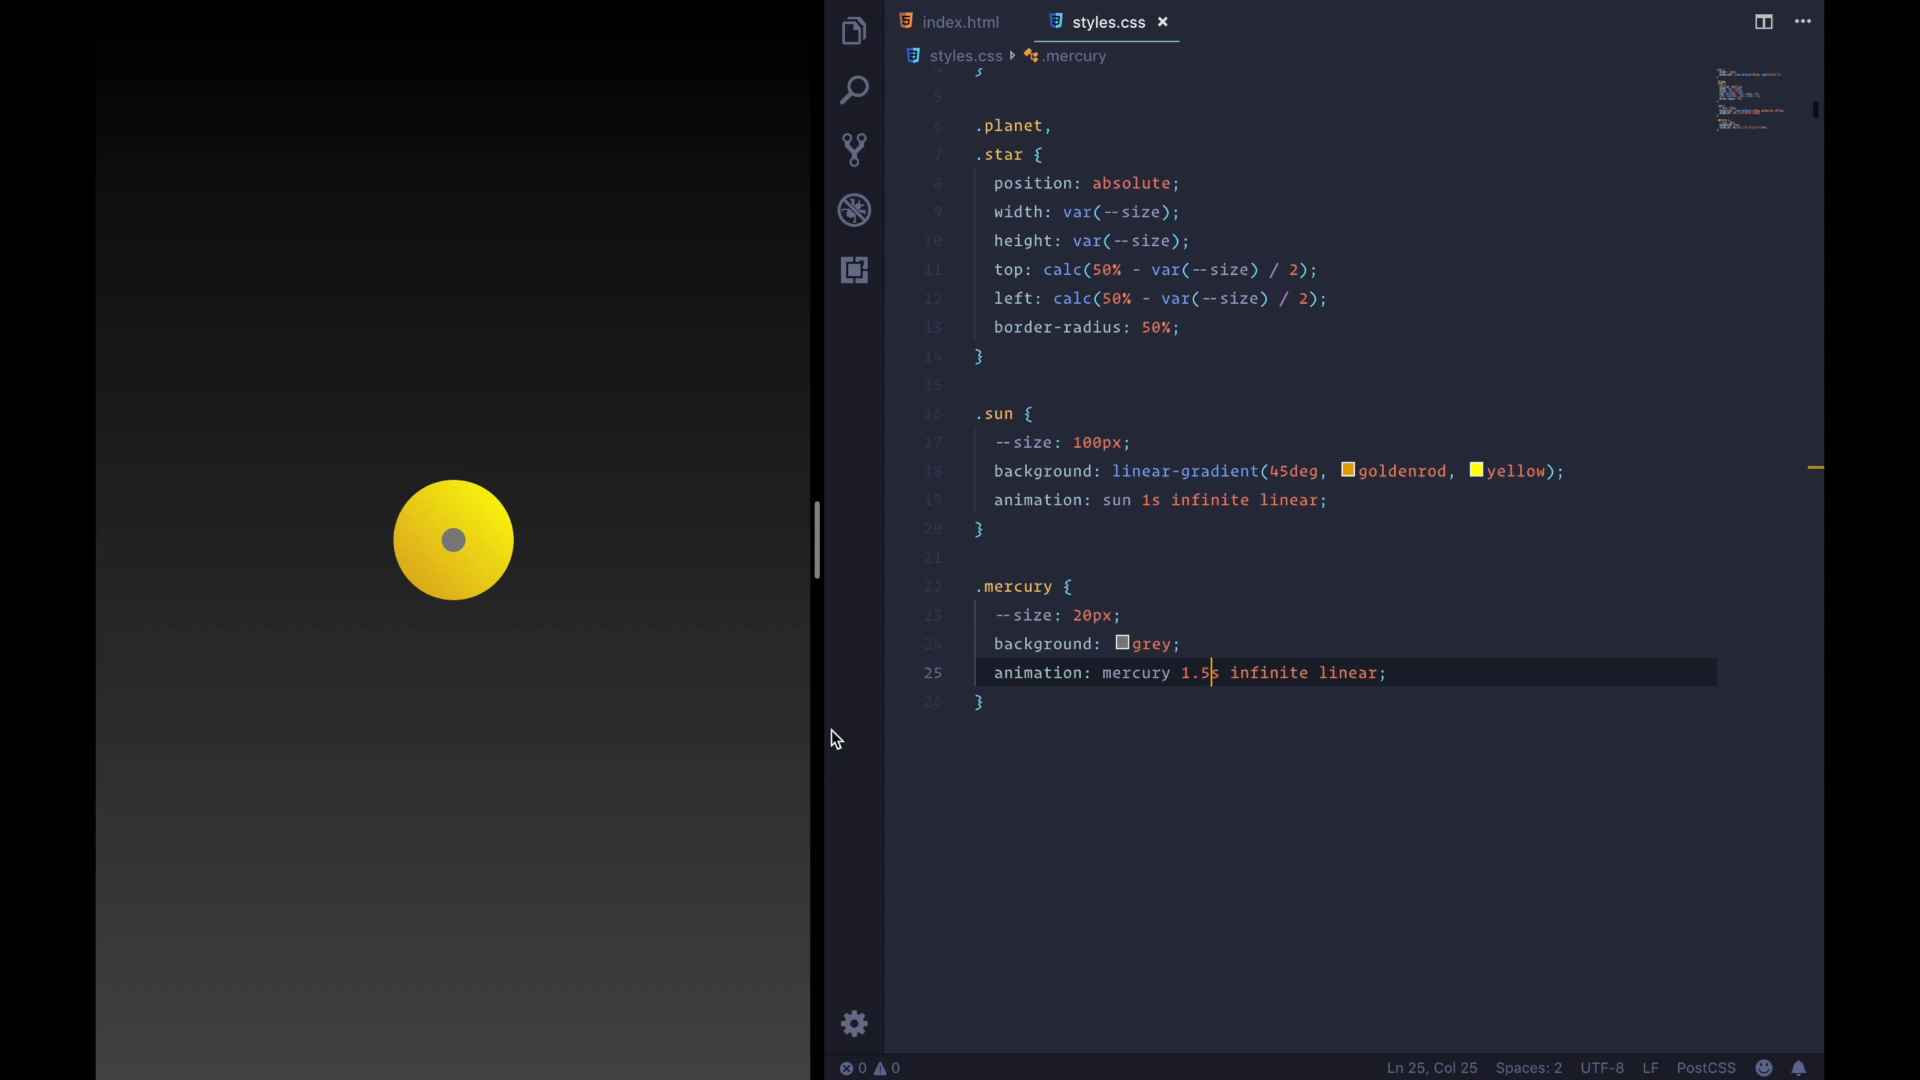 index.html
styles.css
styles.css .mercury
4 }
5
6 .planet,
7 .star {
8 position: absolute;
9 width: var(--size);
10 height: var(--size);
11 top: calc(50% - var(--size) / 2);
12 left: calc(50% - var(--size) / 2);
13 border-radius: 50%;
14 }
15
16 .sun {
17 --size: 100px;
18 background: linear-gradient(45deg, goldenrod, yellow);
19 animation: sun 1s infinite linear;
20 }
21
22 .mercury {
23 --size: 20px;
24 background: grey;
25 animation: mercury 1.5s infinite linear;
26 }
0 0 Ln 25, Col 25 Spaces: 2 UTF-8 LF PostCSS